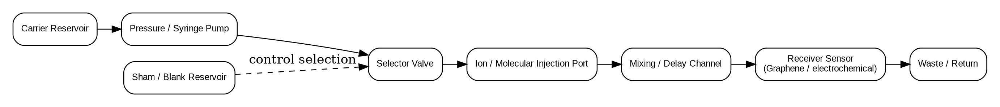 Carrier Reservoir
Pressure / Syringe Pump
Sham / Blank Reservoir
control selection
Selector Valve
Ion / Molecular Injection Port
Mixing / Delay Channel
Receiver Sensor
(Graphene / electrochemical)
Waste / Return